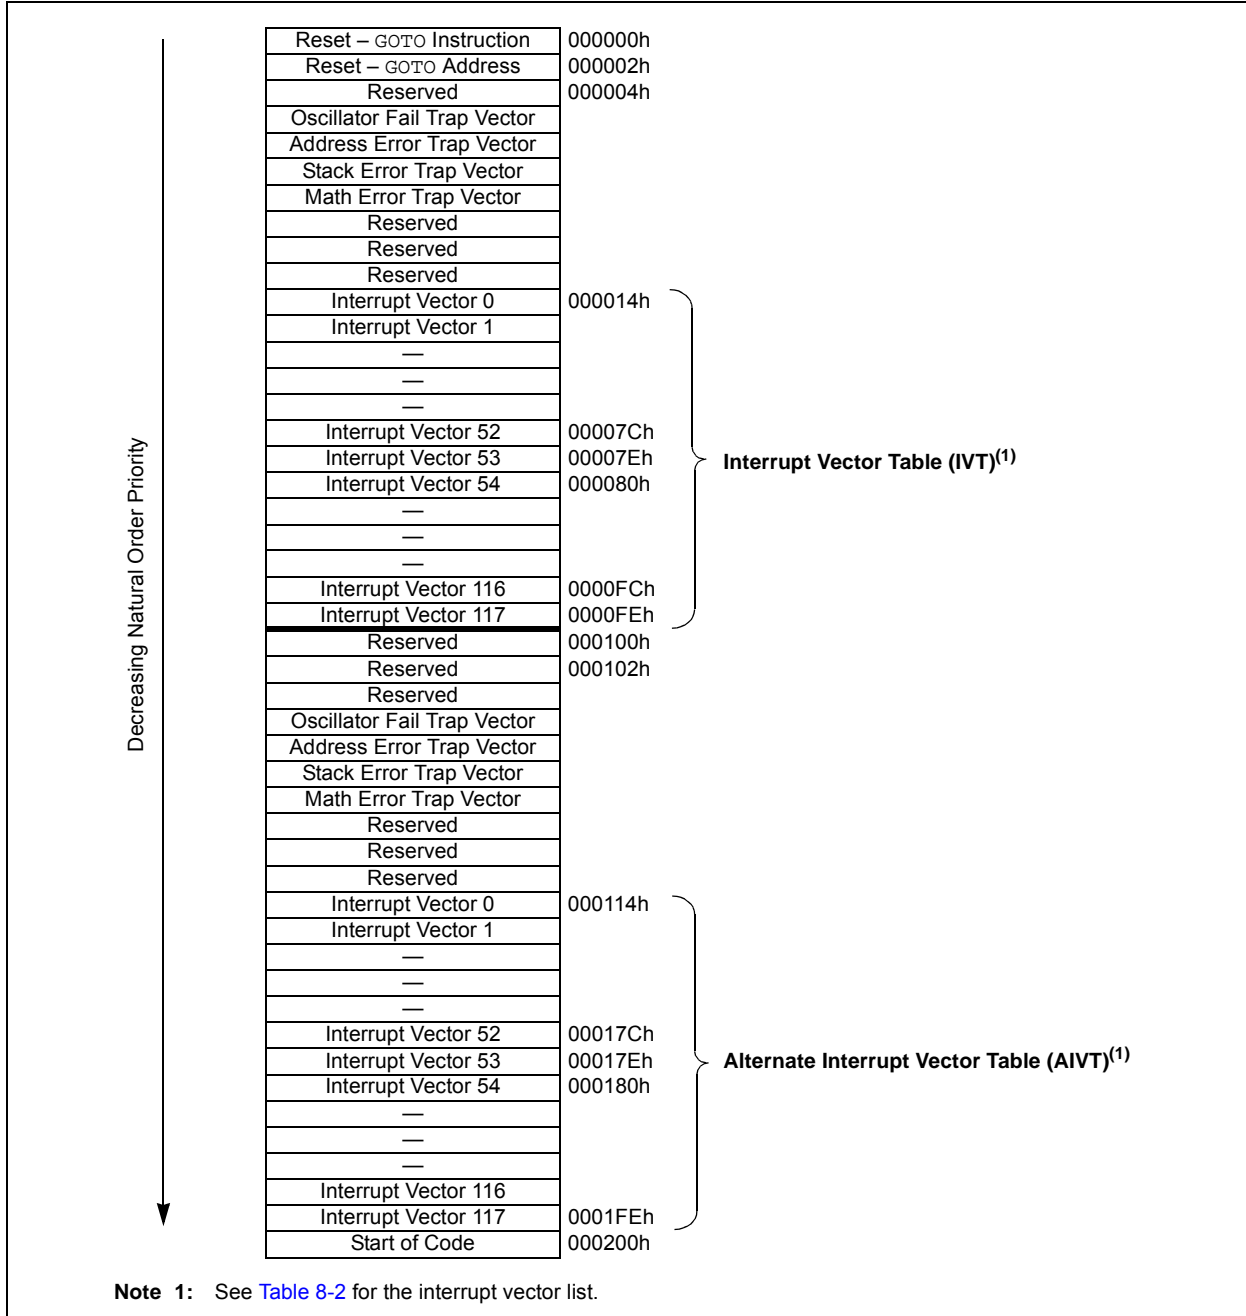 Decreasing Natural Order Priority
Reset – GOTO Instruction 000000h
Reset – GOTO Address 000002h
Reserved 000004h
Oscillator Fail Trap Vector
Address Error Trap Vector
Stack Error Trap Vector
Math Error Trap Vector
Reserved
Reserved
Reserved
Interrupt Vector 0 000014h
Interrupt Vector 1
—
—
—
Interrupt Vector 52 00007Ch
Interrupt Vector 53 00007Eh
Interrupt Vector Table (IVT)(1)
Interrupt Vector 54 000080h
—
—
—
Interrupt Vector 116 0000FCh
Interrupt Vector 117 0000FEh
Reserved 000100h
Reserved 000102h
Reserved
Oscillator Fail Trap Vector
Address Error Trap Vector
Stack Error Trap Vector
Math Error Trap Vector
Reserved
Reserved
Reserved
Interrupt Vector 0 000114h
Interrupt Vector 1
—
—
—
Interrupt Vector 52 00017Ch
Interrupt Vector 53 00017Eh
Alternate Interrupt Vector Table (AIVT)(1)
Interrupt Vector 54 000180h
—
—
—
Interrupt Vector 116
Interrupt Vector 117 0001FEh
Start of Code 000200h
Note 1: See Table 8-2 for the interrupt vector list.